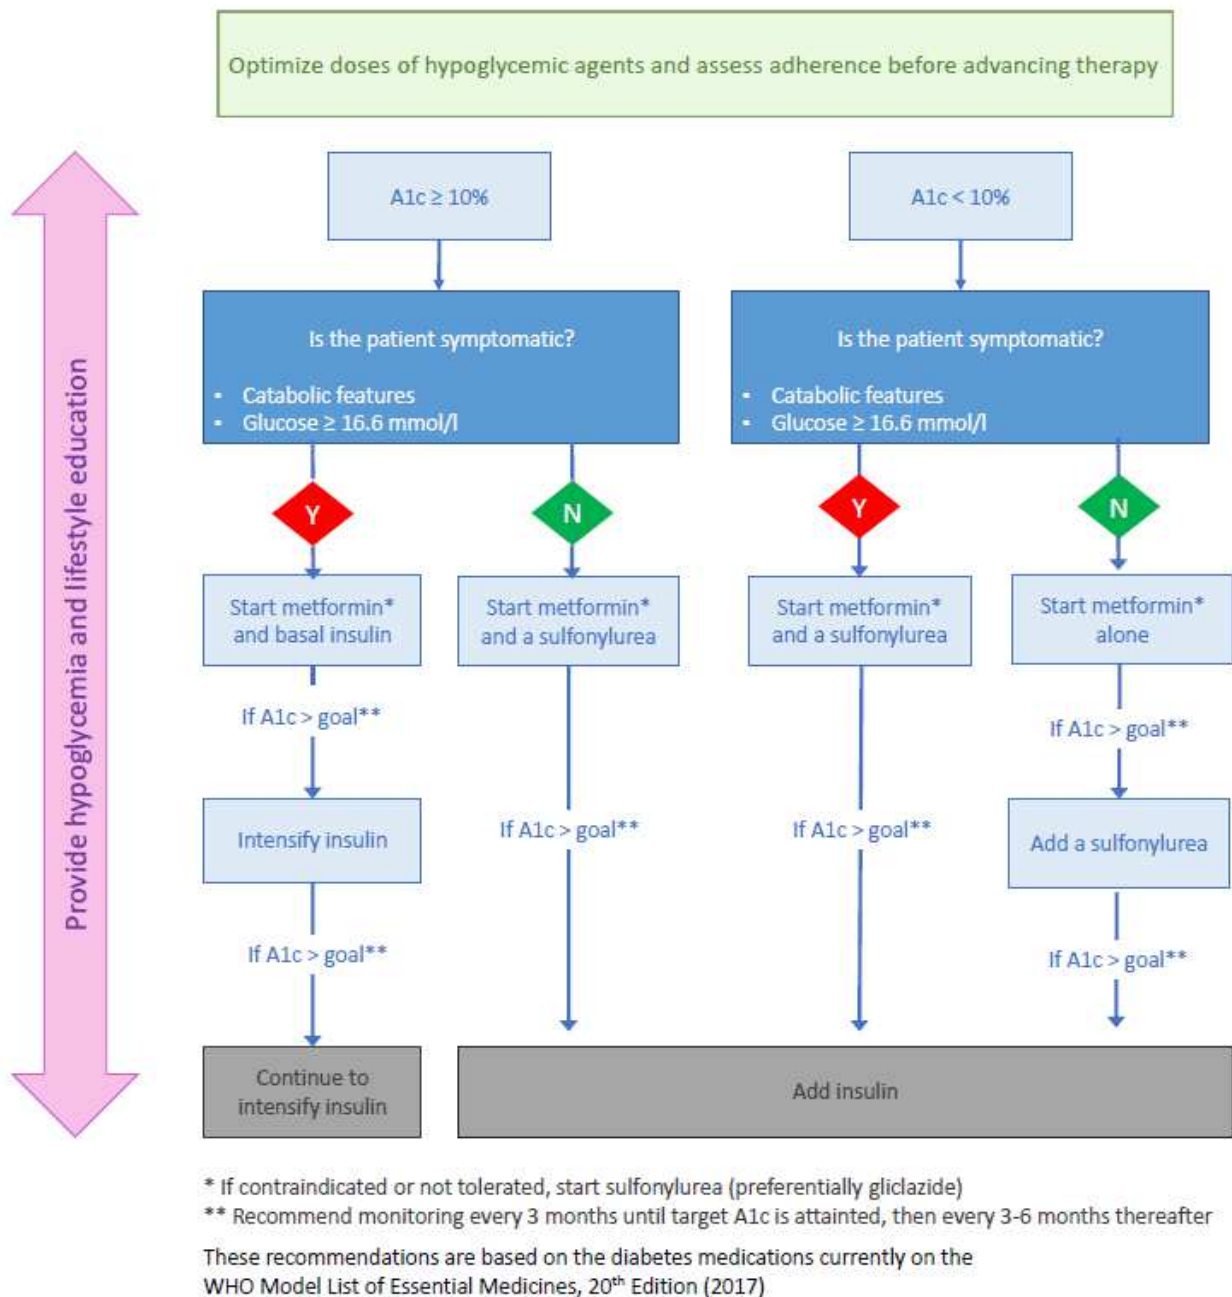 Optimize doses of hypoglycemic agents and assess adherence before advancing therapy
Provide hypoglycemia and lifestyle education
A1c ≥ 10%
A1c < 10%
Is the patient symptomatic?
▪ Catabolic features
▪ Glucose ≥ 16.6 mmol/l
Is the patient symptomatic?
▪ Catabolic features
▪ Glucose ≥ 16.6 mmol/l
Y
N
Y
N
Start metformin*
and basal insulin
Start metformin*
and a sulfonylurea
Start metformin*
and a sulfonylurea
Start metformin*
alone
If A1c > goal**
If A1c > goal**
Intensify insulin
If A1c > goal**
If A1c > goal**
Add a sulfonylurea
If A1c > goal**
If A1c > goal**
Continue to
intensify insulin
Add insulin
* If contraindicated or not tolerated, start sulfonylurea (preferentially gliclazide)
** Recommend monitoring every 3 months until target A1c is attainted, then every 3-6 months thereafter
These recommendations are based on the diabetes medications currently on the
WHO Model List of Essential Medicines, 20th Edition (2017)